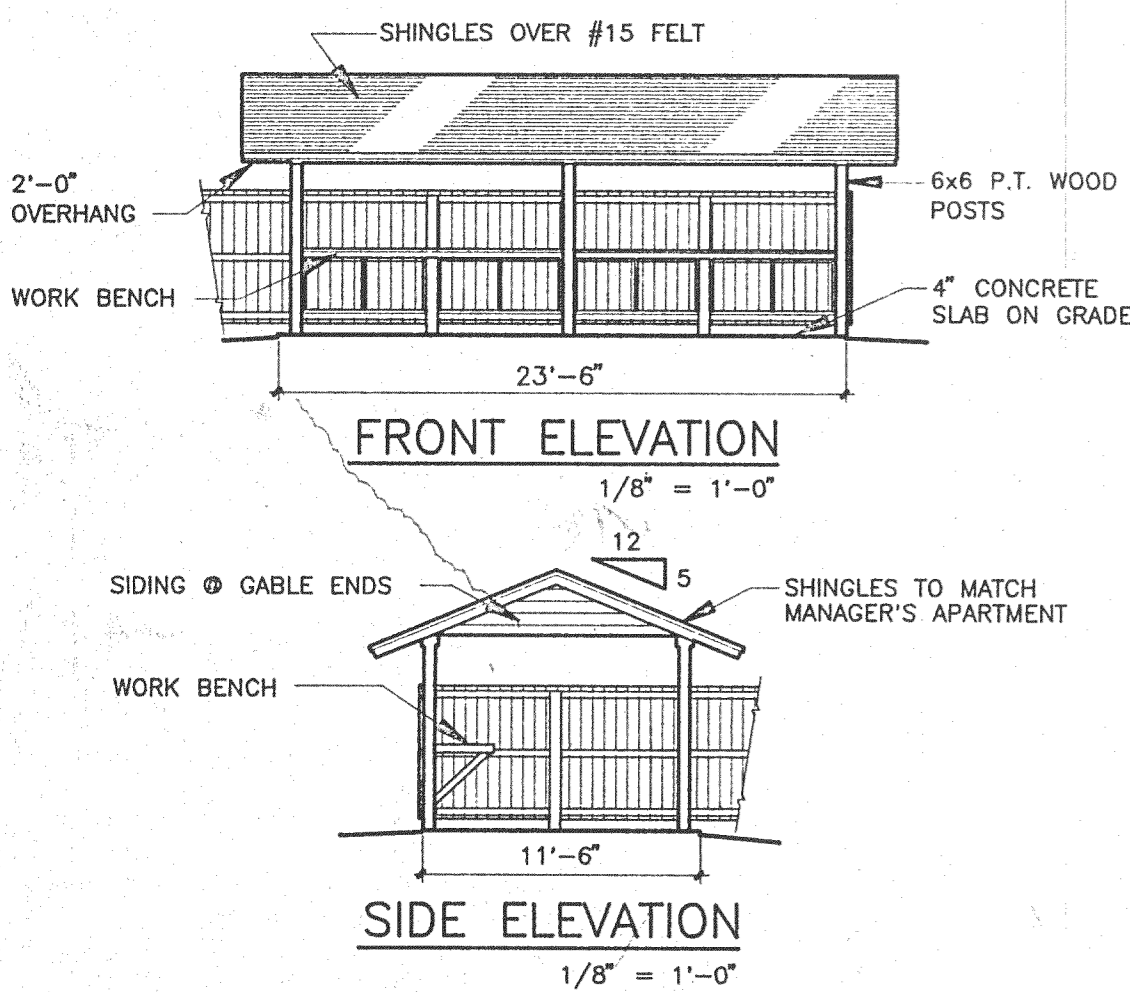 SHINGLES OVER #15 FELT
2'-0"
OVERHANG
6x6 P.T. WOOD
POSTS
WORK BENCH
4" CONCRETE
SLAB ON GRADE
23'-6"
FRONT ELEVATION
1/8" = 1'-0"
12
5
SIDING @ GABLE ENDS
SHINGLES TO MATCH
MANAGER'S APARTMENT
WORK BENCH
11'-6"
SIDE ELEVATION
1/8" = 1'-0"